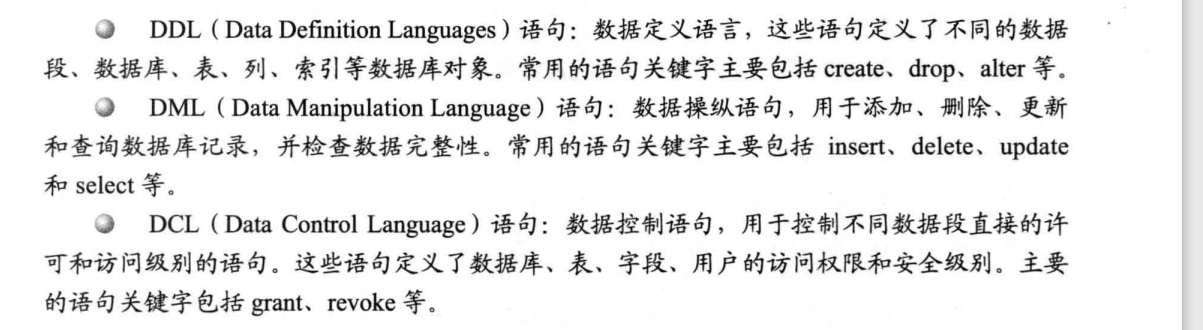 DDL（Data Definition Languages）语句：数据定义语言，这些语句定义了不同的数据
段、数据库、表、列、索引等数据库对象。常用的语句关键字主要包括 create、drop、alter 等。
DML（Data Manipulation Language）语句：数据操纵语句，用于添加、删除、更新
和查询数据库记录，并检查数据完整性。常用的语句关键字主要包括 insert、delete、update
和 select 等。
DCL（Data Control Language）语句：数据控制语句，用于控制不同数据段直接的许
可和访问级别的语句。这些语句定义了数据库、表、字段、用户的访问权限和安全级别。主要
的语句关键字包括 grant、revoke 等。